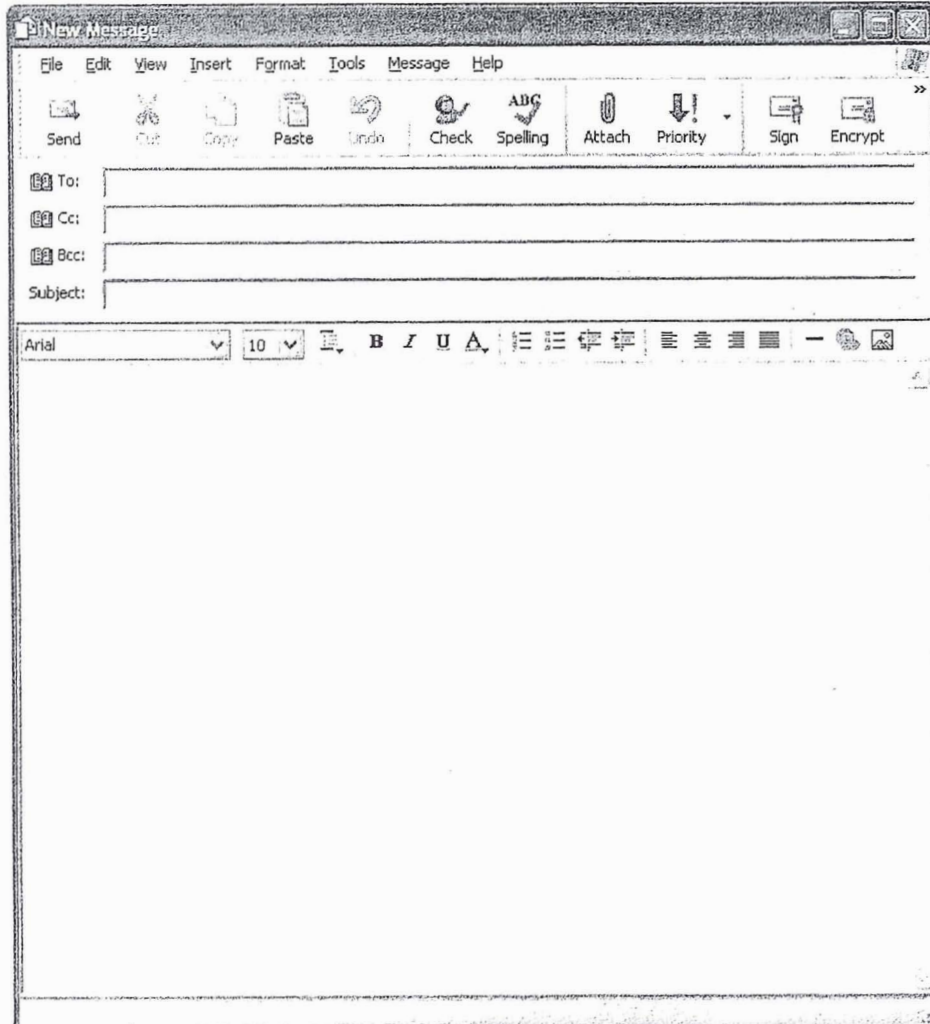 New Message
File Edit View Insert Format Tools Message Help
Send Cut Copy Paste Undo Check ABC Spelling Attach Priority Sign Encrypt
To:
Cc:
Bcc:
Subject:
Arial 10 B I U A